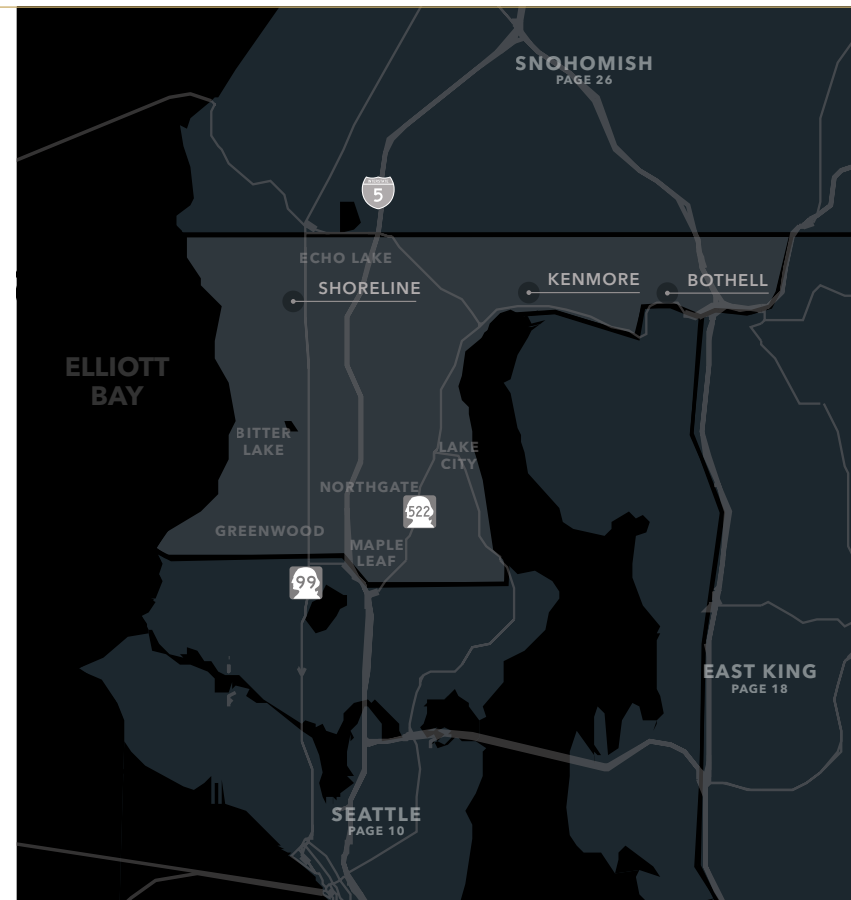 SNOHOMISH
PAGE 26
5
ECHO LAKE
SHORELINE
KENMORE
BOTHELL
ELLIOTT
BAY
BITTER
LAKE
LAKE
CITY
NORTHGATE
522
GREENWOOD
MAPLE
LEAF
99
EAST KING
PAGE 18
SEATTLE
PAGE 10